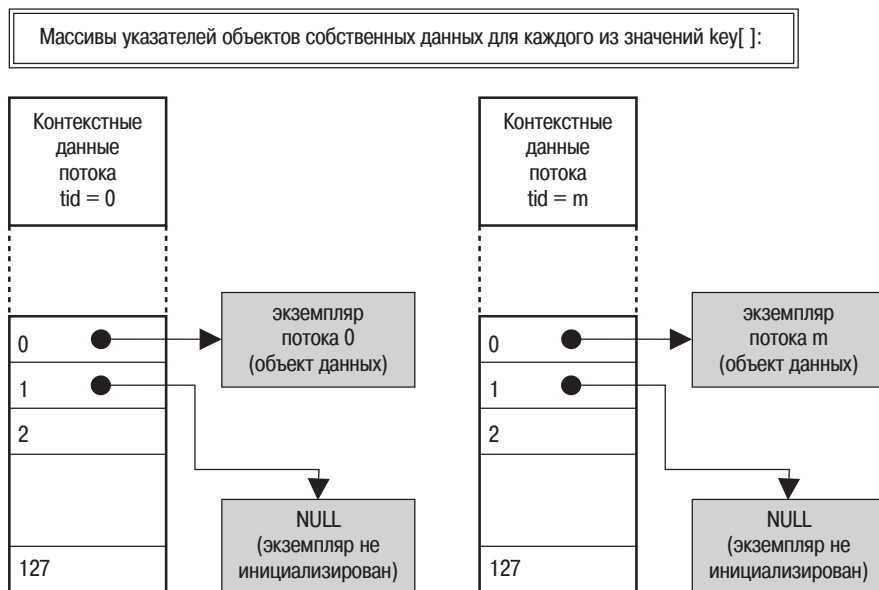 Массивы указателей объектов собственных данных для каждого из значений key[ ]:
Контекстные
данные
потока
tid = 0
0
1
2
127
экземпляр
потока 0
(объект данных)
NULL
(экземпляр не
инициализирован)
Контекстные
данные
потока
tid = m
0
1
2
127
экземпляр
потока m
(объект данных)
NULL
(экземпляр не
инициализирован)